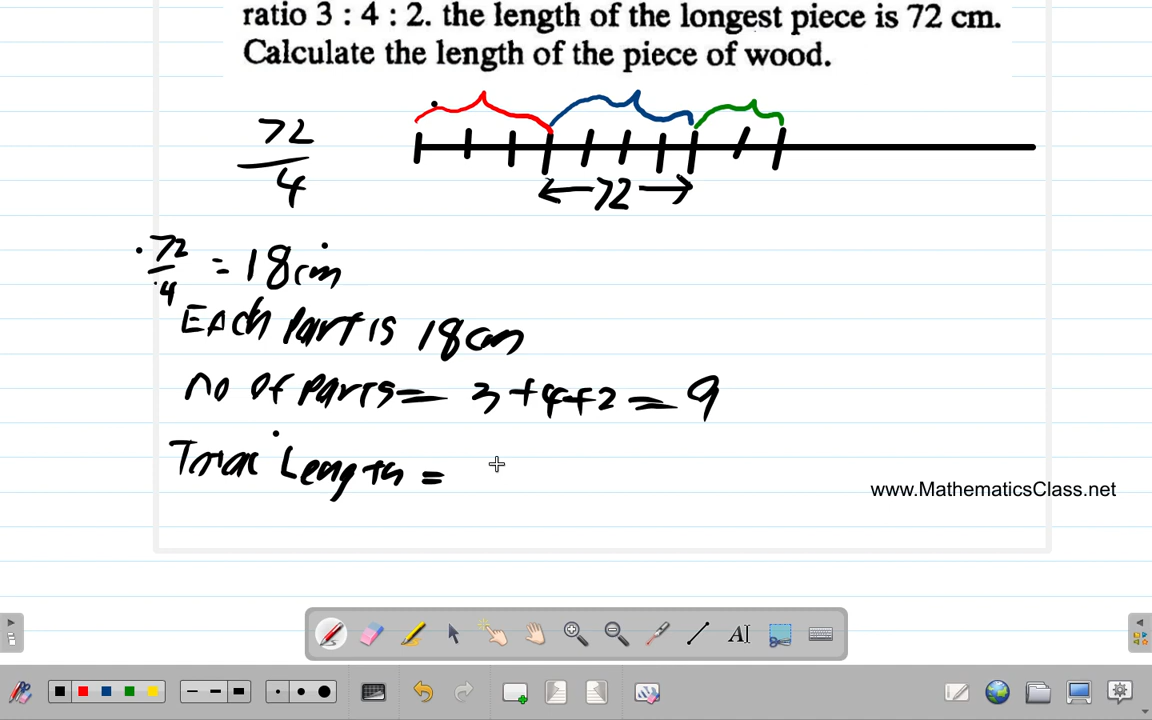 ratio 3 : 4 : 2. the length of the longest piece is 72 cm.
Calculate the length of the piece of wood.
72
4
72
72
4
= 18cm
Each part is 18cm
no of parts = 3+4+2 = 9
Total Length =
www.MathematicsClass.net